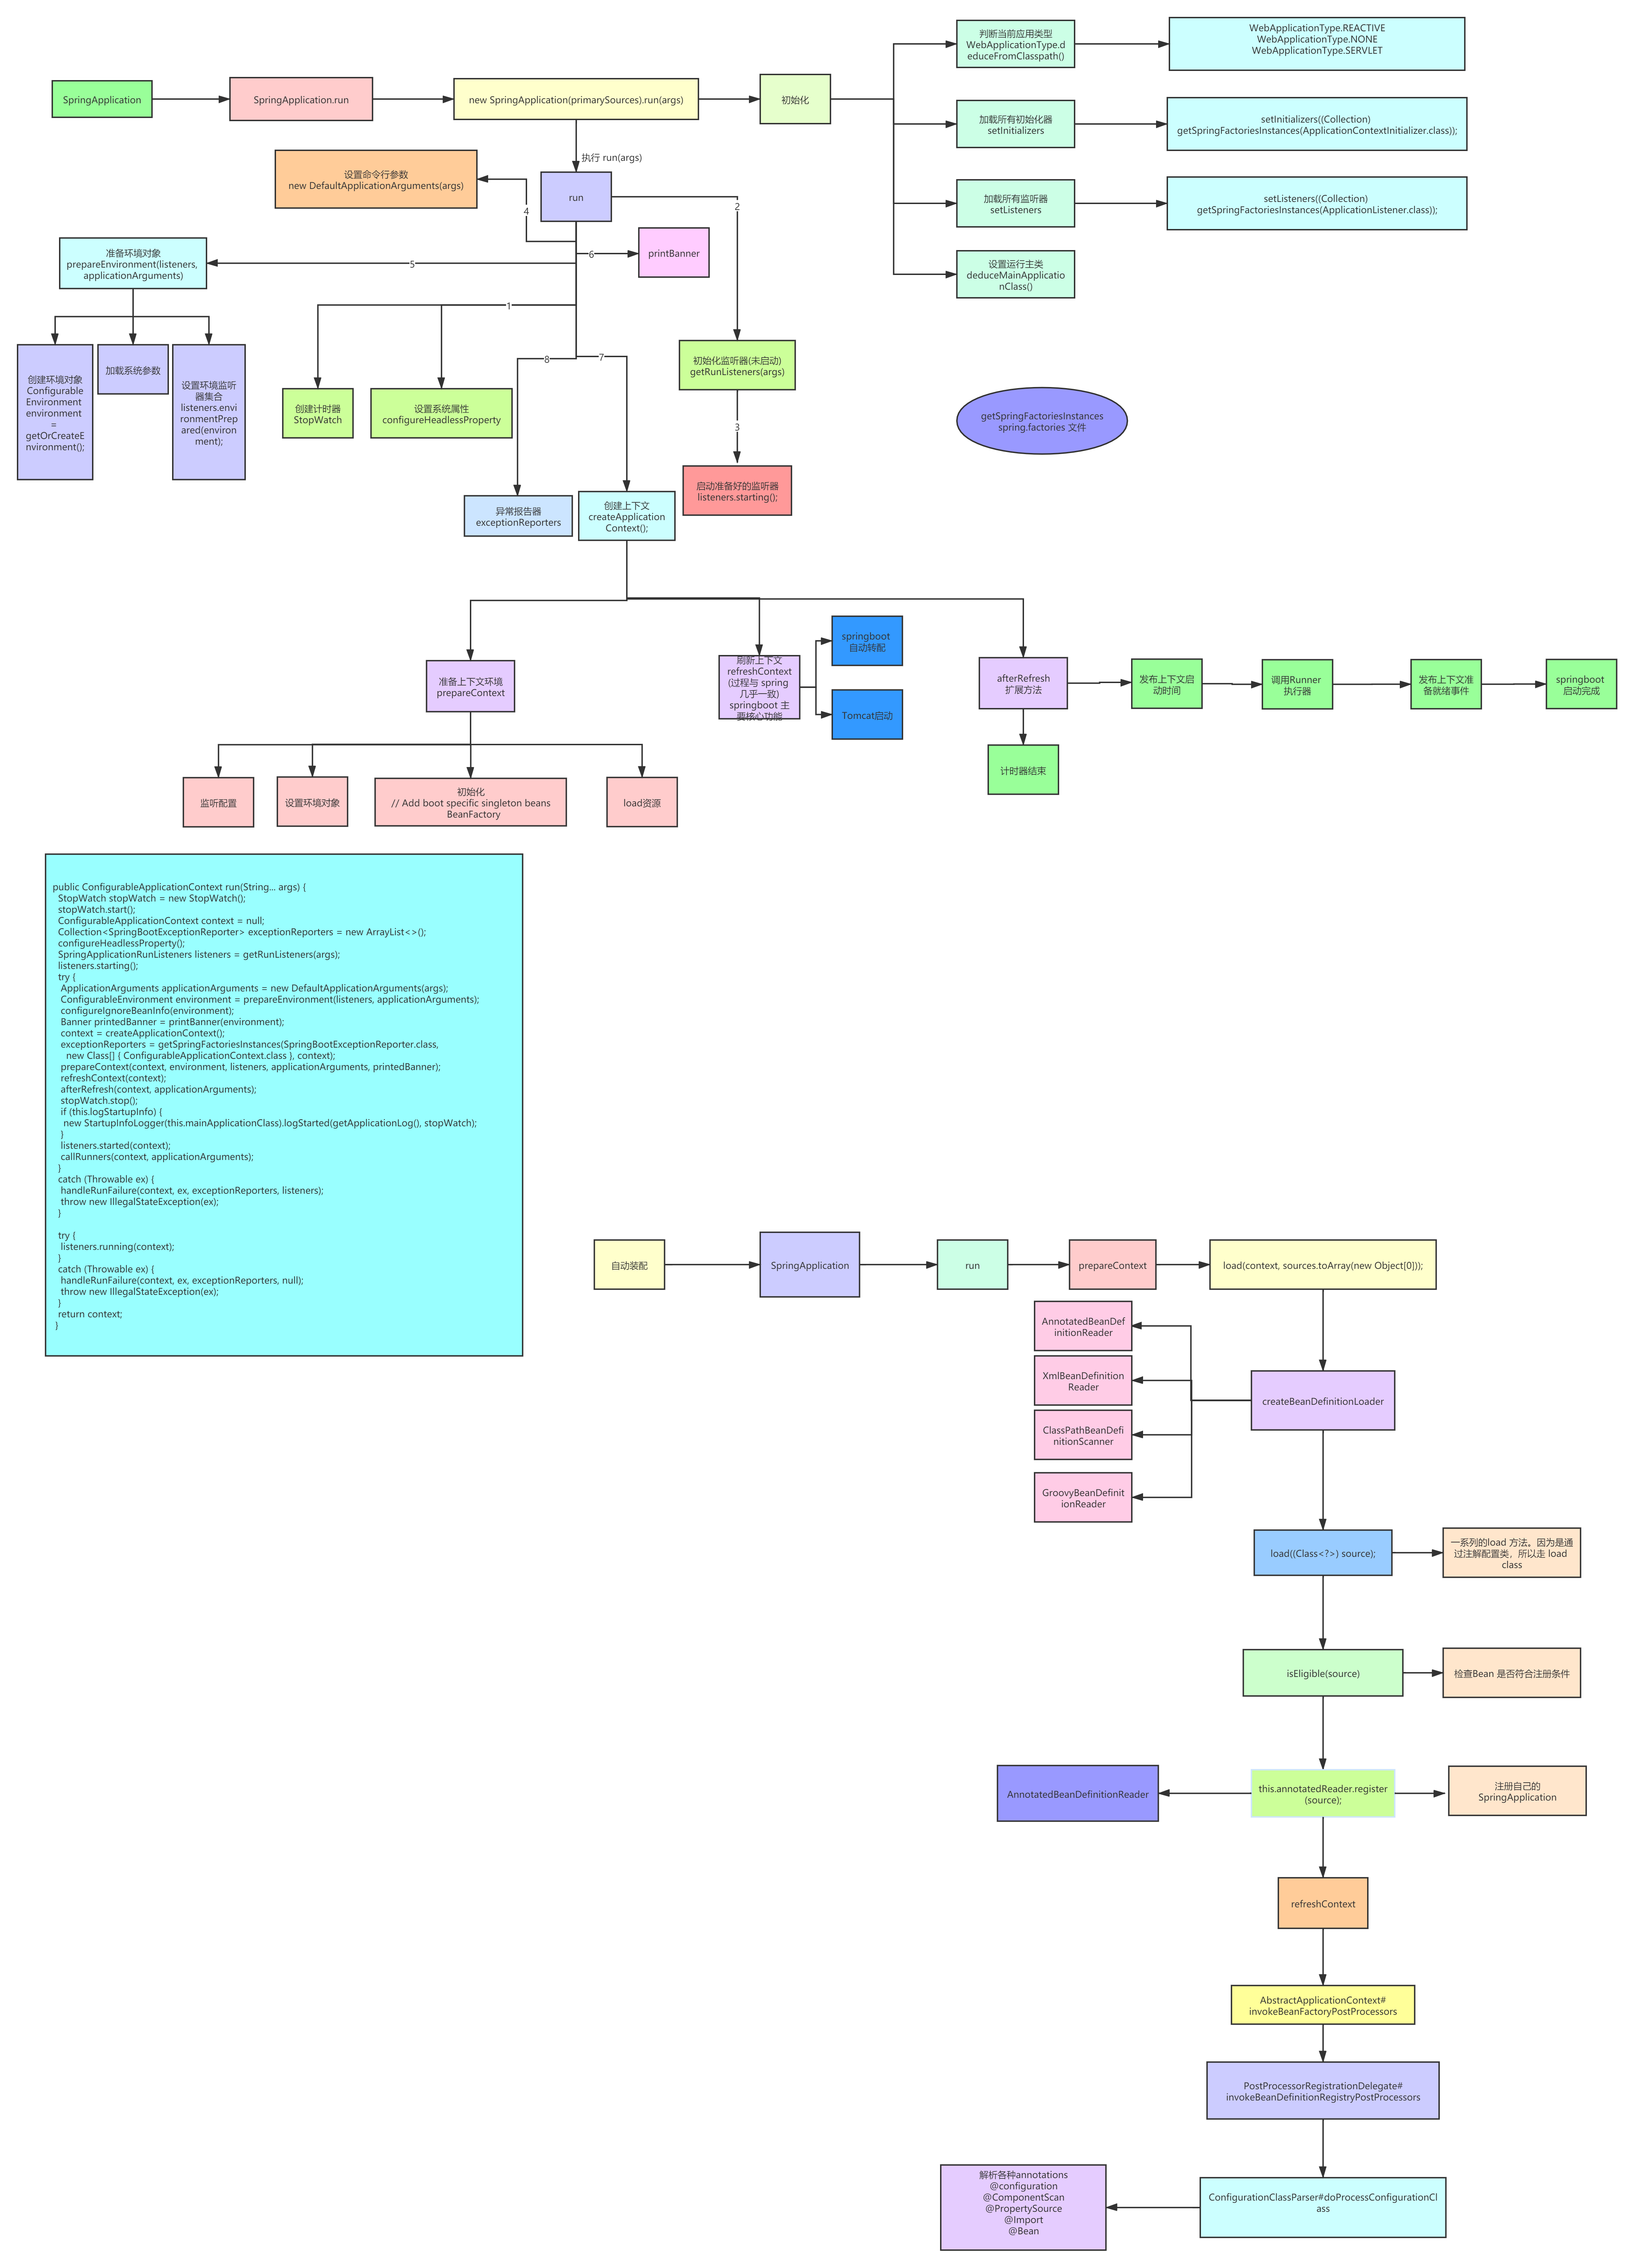 SpringApplication
SpringApplication.run
new SpringApplication(primarySources).run(args)
初始化
判断当前应用类型
WebApplicationType.d
educeFromClasspath()
WebApplicationType.REACTIVE
WebApplicationType.NONE
WebApplicationType.SERVLET
加载所有初始化器
setInitializers
setInitializers((Collection)
getSpringFactoriesInstances(ApplicationContextInitializer.class));
加载所有监听器
setListeners
setListeners((Collection)
getSpringFactoriesInstances(ApplicationListener.class));
设置运行主类
deduceMainApplicatio
nClass()
执行 run(args)
run
设置命令行参数
new DefaultApplicationArguments(args)
4
2
6
printBanner
5
准备环境对象
prepareEnvironment(listeners,
applicationArguments)
创建环境对象
Configurable
Environment
environment
=
getOrCreateE
nvironment();
加载系统参数
设置环境监听
器集合
listeners.envi
ronmentPrep
ared(environ
ment);
1
创建计时器
StopWatch
设置系统属性
configureHeadlessProperty
8
7
初始化监听器(未启动)
getRunListeners(args)
3
启动准备好的监听器
listeners.starting();
getSpringFactoriesInstances
spring.factories 文件
异常报告器
exceptionReporters
创建上下文
createApplication
Context();
准备上下文环境
prepareContext
刷新上下文
refreshContext
(过程与 spring
几乎一致)
springboot 主
要核心功能
springboot
自动转配
Tomcat启动
afterRefresh
扩展方法
发布上下文启
动时间
调用Runner
执行器
发布上下文准
备就绪事件
springboot
启动完成
计时器结束
监听配置
设置环境对象
初始化
// Add boot specific singleton beans
BeanFactory
load资源
public ConfigurableApplicationContext run(String... args) {
StopWatch stopWatch = new StopWatch();
stopWatch.start();
ConfigurableApplicationContext context = null;
Collection<SpringBootExceptionReporter> exceptionReporters = new ArrayList<>();
configureHeadlessProperty();
SpringApplicationRunListeners listeners = getRunListeners(args);
listeners.starting();
try {
ApplicationArguments applicationArguments = new DefaultApplicationArguments(args);
ConfigurableEnvironment environment = prepareEnvironment(listeners, applicationArguments);
configureIgnoreBeanInfo(environment);
Banner printedBanner = printBanner(environment);
context = createApplicationContext();
exceptionReporters = getSpringFactoriesInstances(SpringBootExceptionReporter.class,
new Class[] { ConfigurableApplicationContext.class }, context);
prepareContext(context, environment, listeners, applicationArguments, printedBanner);
refreshContext(context);
afterRefresh(context, applicationArguments);
stopWatch.stop();
if (this.logStartupInfo) {
new StartupInfoLogger(this.mainApplicationClass).logStarted(getApplicationLog(), stopWatch);
}
listeners.started(context);
callRunners(context, applicationArguments);
}
catch (Throwable ex) {
handleRunFailure(context, ex, exceptionReporters, listeners);
throw new IllegalStateException(ex);
}
try {
listeners.running(context);
}
catch (Throwable ex) {
handleRunFailure(context, ex, exceptionReporters, null);
throw new IllegalStateException(ex);
}
return context;
}
自动装配
SpringApplication
run
prepareContext
load(context, sources.toArray(new Object[0]));
AnnotatedBeanDef
initionReader
XmlBeanDefinition
Reader
ClassPathBeanDefi
nitionScanner
GroovyBeanDefinit
ionReader
createBeanDefinitionLoader
load((Class<?>) source);
一系列的load 方法。因为是通
过注解配置类，所以走 load
class
isEligible(source)
检查Bean 是否符合注册条件
AnnotatedBeanDefinitionReader
this.annotatedReader.register
(source);
注册自己的
SpringApplication
refreshContext
AbstractApplicationContext#
invokeBeanFactoryPostProcessors
PostProcessorRegistrationDelegate#
invokeBeanDefinitionRegistryPostProcessors
ConfigurationClassParser#doProcessConfigurationCl
ass
解析各种annotations
@configuration
@ComponentScan
@PropertySource
@Import
@Bean